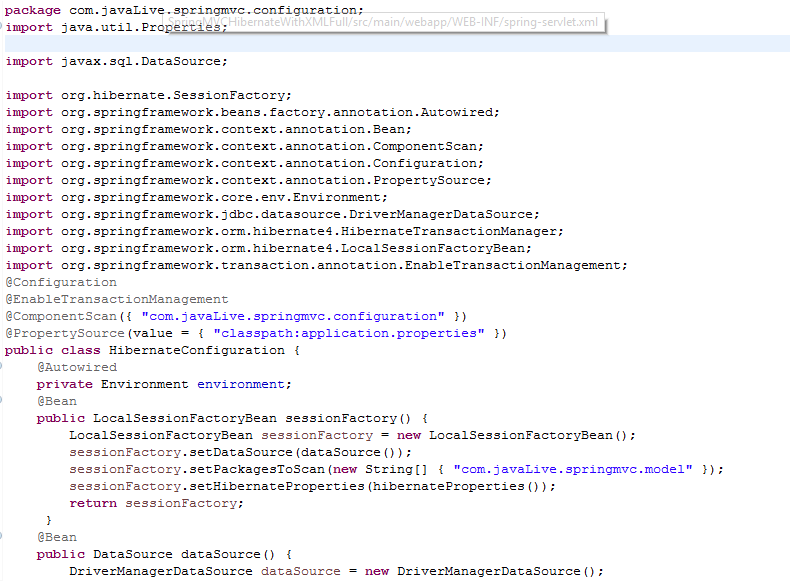 package com.javaLive.springmvc.configuration;
SpringMVCHibernateWithXMLFull/src/main/webapp/WEB-INF/spring-servlet.xml
import java.util.Properties;
import javax.sql.DataSource;
import org.hibernate.SessionFactory;
import org.springframework.beans.factory.annotation.Autowired;
import org.springframework.context.annotation.Bean;
import org.springframework.context.annotation.ComponentScan;
import org.springframework.context.annotation.Configuration;
import org.springframework.context.annotation.PropertySource;
import org.springframework.core.env.Environment;
import org.springframework.jdbc.datasource.DriverManagerDataSource;
import org.springframework.orm.hibernate4.HibernateTransactionManager;
import org.springframework.orm.hibernate4.LocalSessionFactoryBean;
import org.springframework.transaction.annotation.EnableTransactionManagement;
@Configuration
@EnableTransactionManagement
@ComponentScan({ "com.javaLive.springmvc.configuration" })
@PropertySource(value = { "classpath:application.properties" })
public class HibernateConfiguration {
    @Autowired
    private Environment environment;
    @Bean
    public LocalSessionFactoryBean sessionFactory() {
        LocalSessionFactoryBean sessionFactory = new LocalSessionFactoryBean();
        sessionFactory.setDataSource(dataSource());
        sessionFactory.setPackagesToScan(new String[] { "com.javaLive.springmvc.model" });
        sessionFactory.setHibernateProperties(hibernateProperties());
        return sessionFactory;
     }
    @Bean
    public DataSource dataSource() {
        DriverManagerDataSource dataSource = new DriverManagerDataSource();